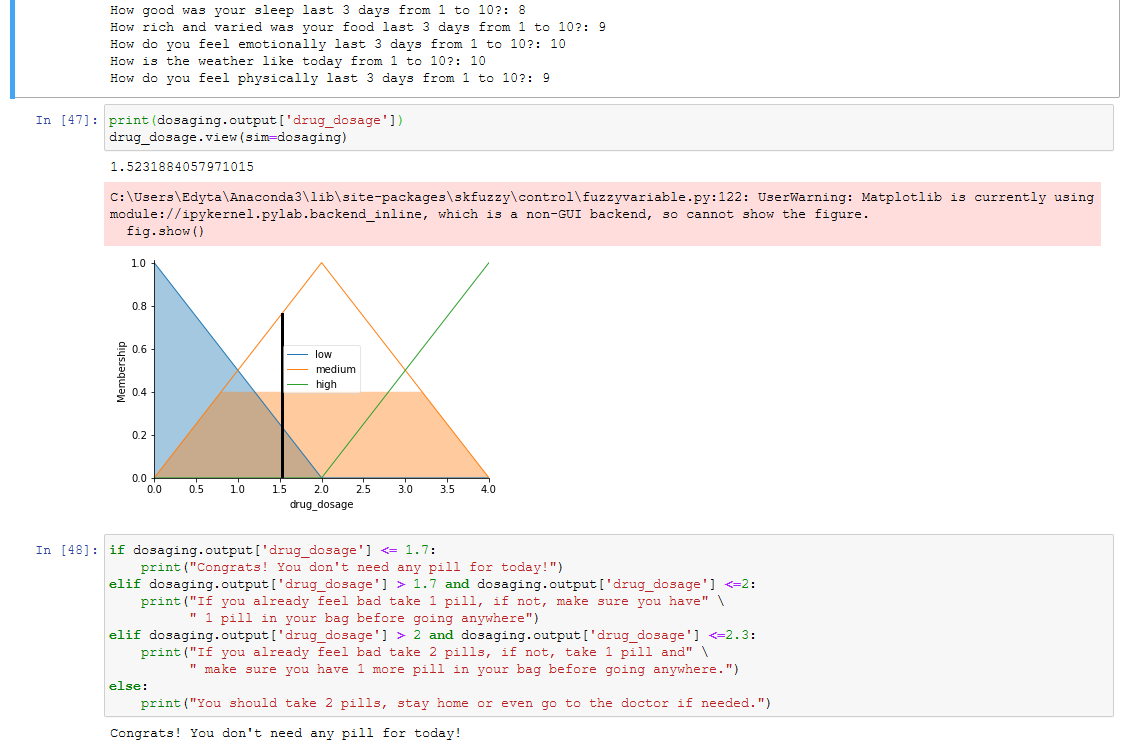 How good was your sleep last 3 days from 1 to 10?: 8
How rich and varied was your food last 3 days from 1 to 10?: 9
How do you feel emotionally last 3 days from 1 to 10?: 10
How is the weather like today from 1 to 10?: 10
How do you feel physically last 3 days from 1 to 10?: 9
In [47]: print(dosaging.output['drug_dosage'])
drug_dosage.view(sim=dosaging)
1.5231884057971015
C:\Users\Edyta\Anaconda3\lib\site-packages\skfuzzy\control\fuzzyvariable.py:122: UserWarning: Matplotlib is currently using
module://ipykernel.pylab.backend_inline, which is a non-GUI backend, so cannot show the figure.
  fig.show()
1.0
0.8
0.6
0.4
0.2
0.0
Membership
low
medium
high
0.0 0.5 1.0 1.5 2.0 2.5 3.0 3.5 4.0
drug_dosage
In [48]: if dosaging.output['drug_dosage'] <= 1.7:
    print("Congrats! You don't need any pill for today!")
elif dosaging.output['drug_dosage'] > 1.7 and dosaging.output['drug_dosage'] <=2:
    print("If you already feel bad take 1 pill, if not, make sure you have" \
          " 1 pill in your bag before going anywhere")
elif dosaging.output['drug_dosage'] > 2 and dosaging.output['drug_dosage'] <=2.3:
    print("If you already feel bad take 2 pills, if not, take 1 pill and" \
          " make sure you have 1 more pill in your bag before going anywhere.")
else:
    print("You should take 2 pills, stay home or even go to the doctor if needed.")
Congrats! You don't need any pill for today!